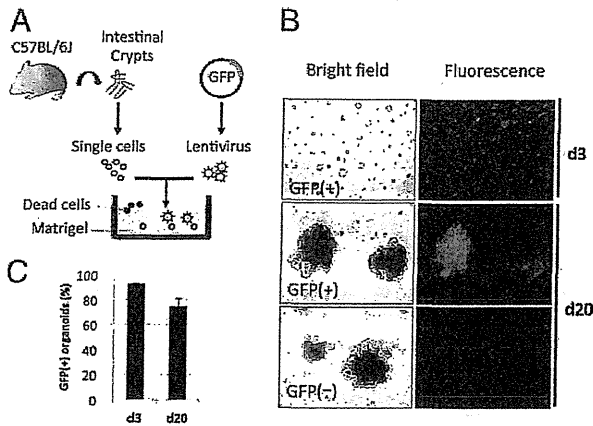 A
C57BL/6J
Intestinal
Crypts
GFP
Single cells
Lentivirus
Dead cells
Matrigel
B
Bright field
Fluorescence
GFP(+)
d3
GFP(+)
GFP(−)
d20
C
GFP(+) organoids (%)
100
80
60
40
20
0
d3
d20